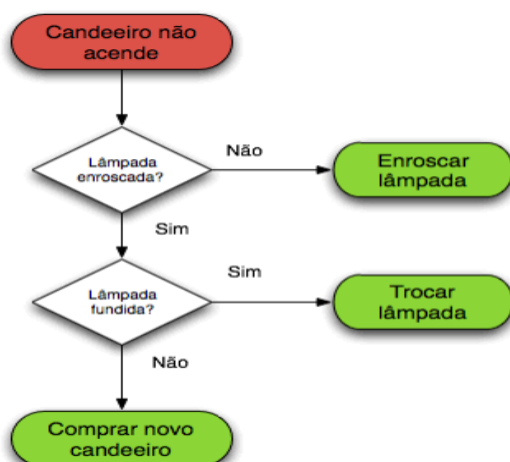 Candeeiro não
acende
Lâmpada
enroscada?
Não
Enroscar
lâmpada
Sim
Lâmpada
fundida?
Sim
Trocar
lâmpada
Não
Comprar novo
candeeiro